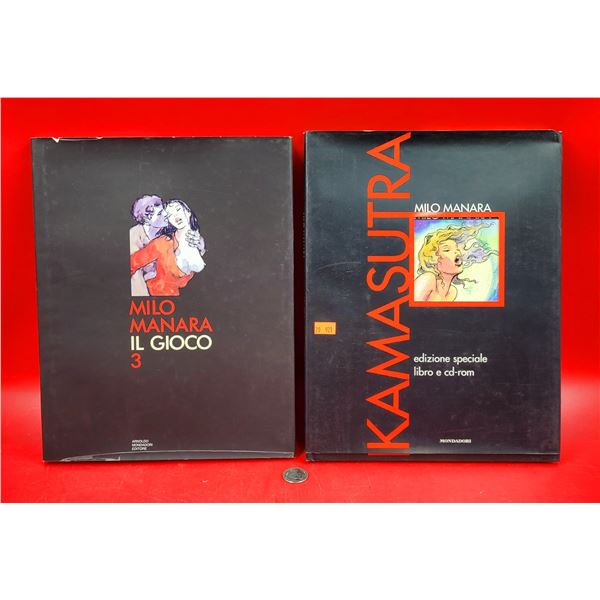 MILO
MANARA
IL GIOCO
3
ARNOLDO
MONDADORI
EDITORE
KAMASUTRA
MILO MANARA
edizione speciale
libro e cd-rom
MONDADORI